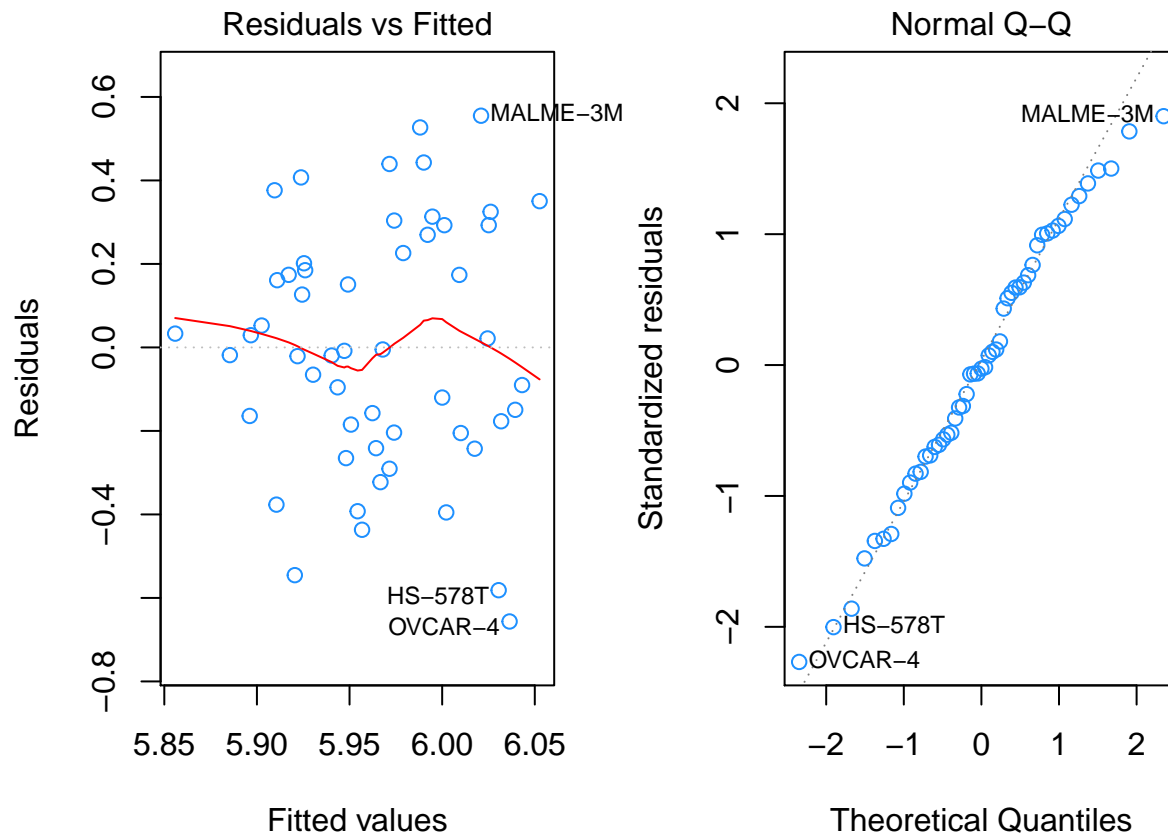 Residuals vs Fitted
Residuals
0.6
0.4
0.2
0.0
−0.4
−0.8
MALME−3M
HS−578T
OVCAR−4
5.85 5.90 5.95 6.00 6.05
Fitted values
Normal Q−Q
Standardized residuals
2
1
0
−1
−2
MALME−3M
HS−578T
OVCAR−4
−2 −1 0 1 2
Theoretical Quantiles